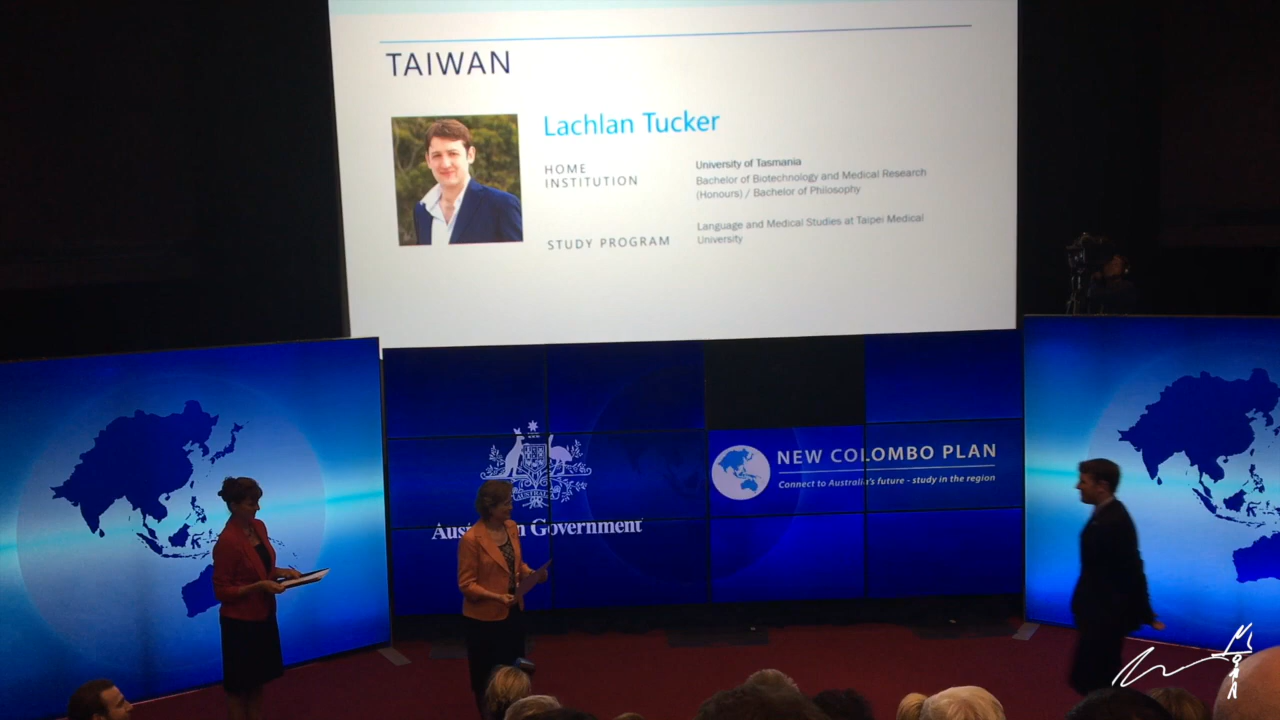 TAIWAN
Lachlan Tucker
HOME
INSTITUTION
University of Tasmania
Bachelor of Biotechnology and Medical Research
(Honours) / Bachelor of Philosophy
STUDY PROGRAM
Language and Medical Studies at Taipei Medical
University
AUSTRALIA
Government
NEW COLOMBO PLAN
Connect to Australia's future - study in the region